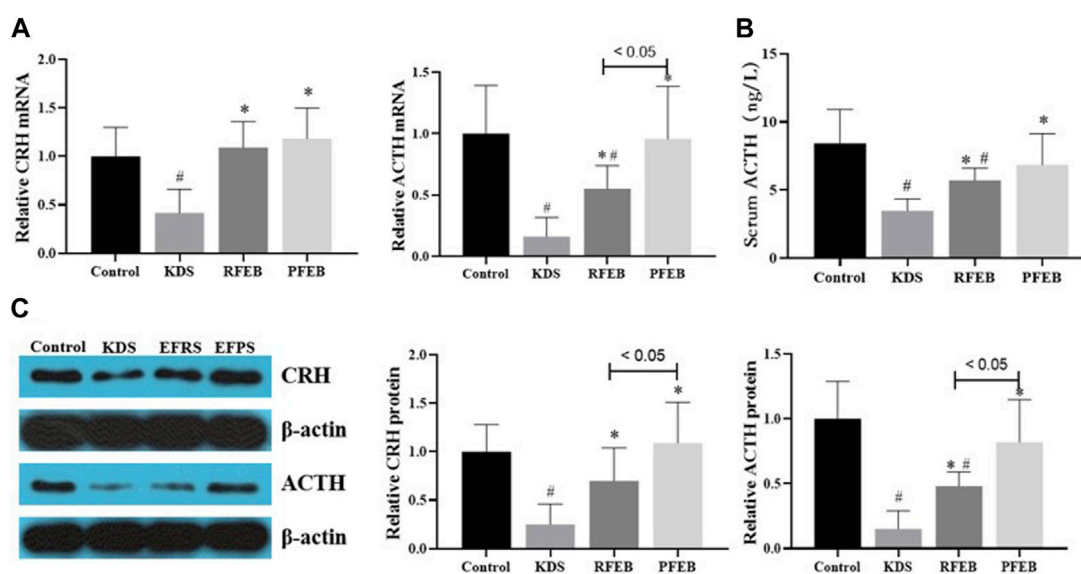 A
Relative CRH mRNA
2.0
1.5
1.0
0.5
0.0
#
*
*
Control KDS RFEB PFEB
Relative ACTH mRNA
1.5
1.0
0.5
0.0
#
* #
*
< 0.05
Control KDS RFEB PFEB
B
Scrum ACTH (ng/L)
15
10
5
0
#
* #
*
Control KDS RFEB PFEB
C
Control KDS EFRS EFPS
CRH
β-actin
ACTH
β-actin
Relative CRH protein
2.0
1.5
1.0
0.5
0.0
#
*
*
< 0.05
Control KDS RFEB PFEB
Relative ACTH protein
1.5
1.0
0.5
0.0
#
* #
*
< 0.05
Control KDS RFEB PFEB